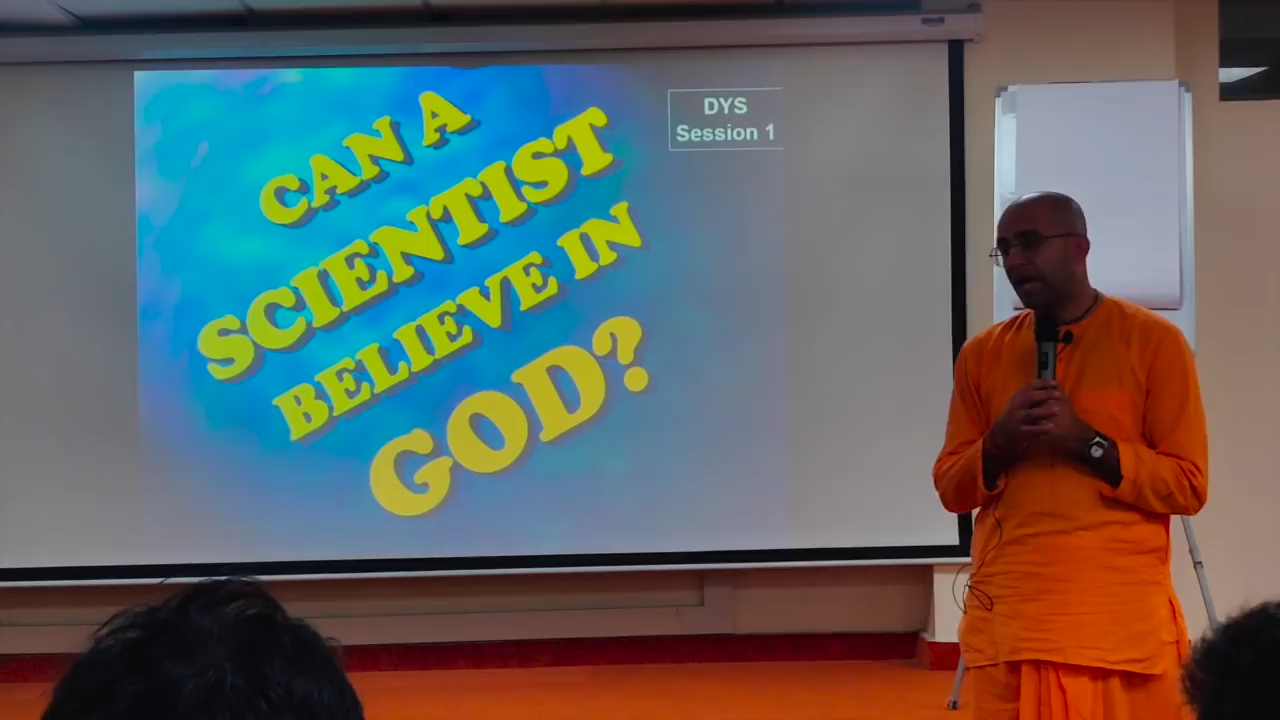 CAN A
SCIENTIST
BELIEVE IN
GOD?
DYS
Session 1